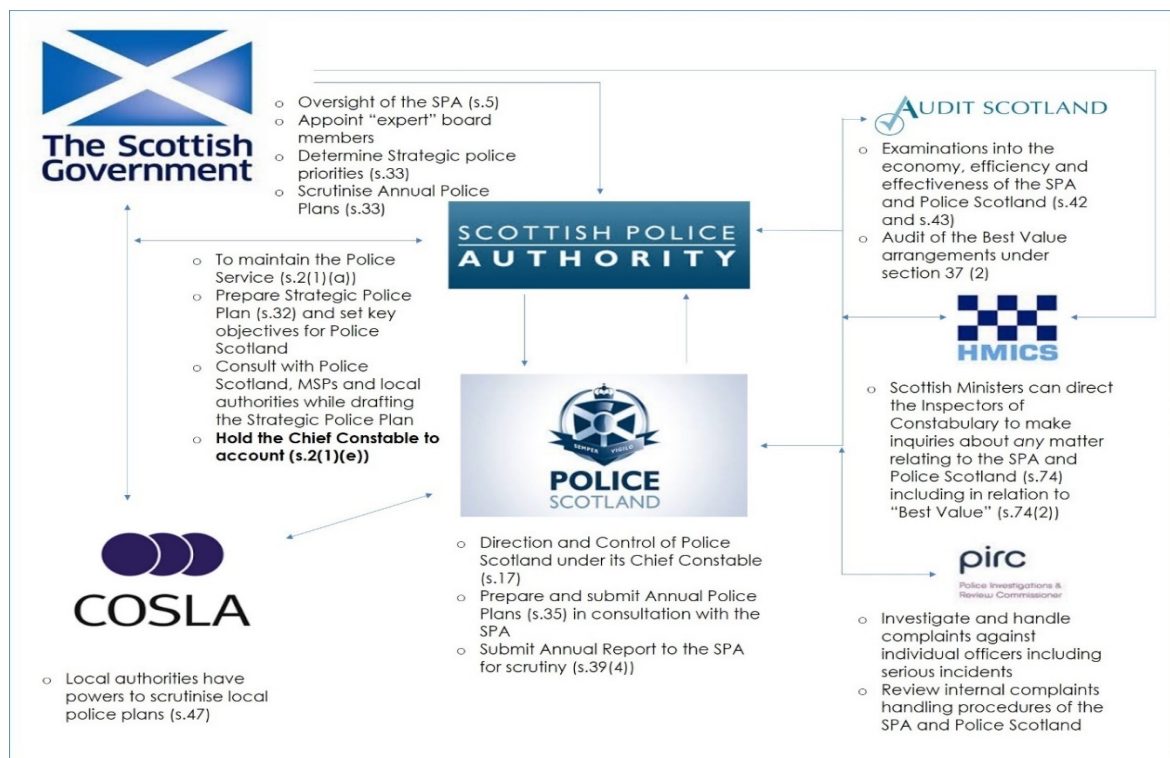 The Scottish
Government
o Oversight of the SPA (s.5)
o Appoint “expert” board
members
o Determine Strategic police
priorities (s.33)
o Scrutinise Annual Police
Plans (s.33)
SCOTTISH POLICE
AUTHORITY
o To maintain the Police
Service (s.2(1)(a))
o Prepare Strategic Police
Plan (s.32) and set key
objectives for Police
Scotland
o Consult with Police
Scotland, MSPs and local
authorities while drafting
the Strategic Police Plan
o Hold the Chief Constable to
account (s.2(1)(e))
SEMPER VIGILO
POLICE
SCOTLAND
o Direction and Control of Police
Scotland under its Chief Constable
(s.17)
o Prepare and submit Annual Police
Plans (s.35) in consultation with the
SPA
o Submit Annual Report to the SPA
for scrutiny (s.39(4))
COSLA
o Local authorities have
powers to scrutinise local
police plans (s.47)
AUDIT SCOTLAND
o Examinations into the
economy, efficiency and
effectiveness of the SPA
and Police Scotland (s.42
and s.43)
o Audit of the Best Value
arrangements under
section 37 (2)
HMICS
o Scottish Ministers can direct
the Inspectors of
Constabulary to make
inquiries about any matter
relating to the SPA and
Police Scotland (s.74)
including in relation to
“Best Value” (s.74(2))
pirc
Police Investigations &
Review Commissioner
o Investigate and handle
complaints against
individual officers including
serious incidents
o Review internal complaints
handling procedures of the
SPA and Police Scotland